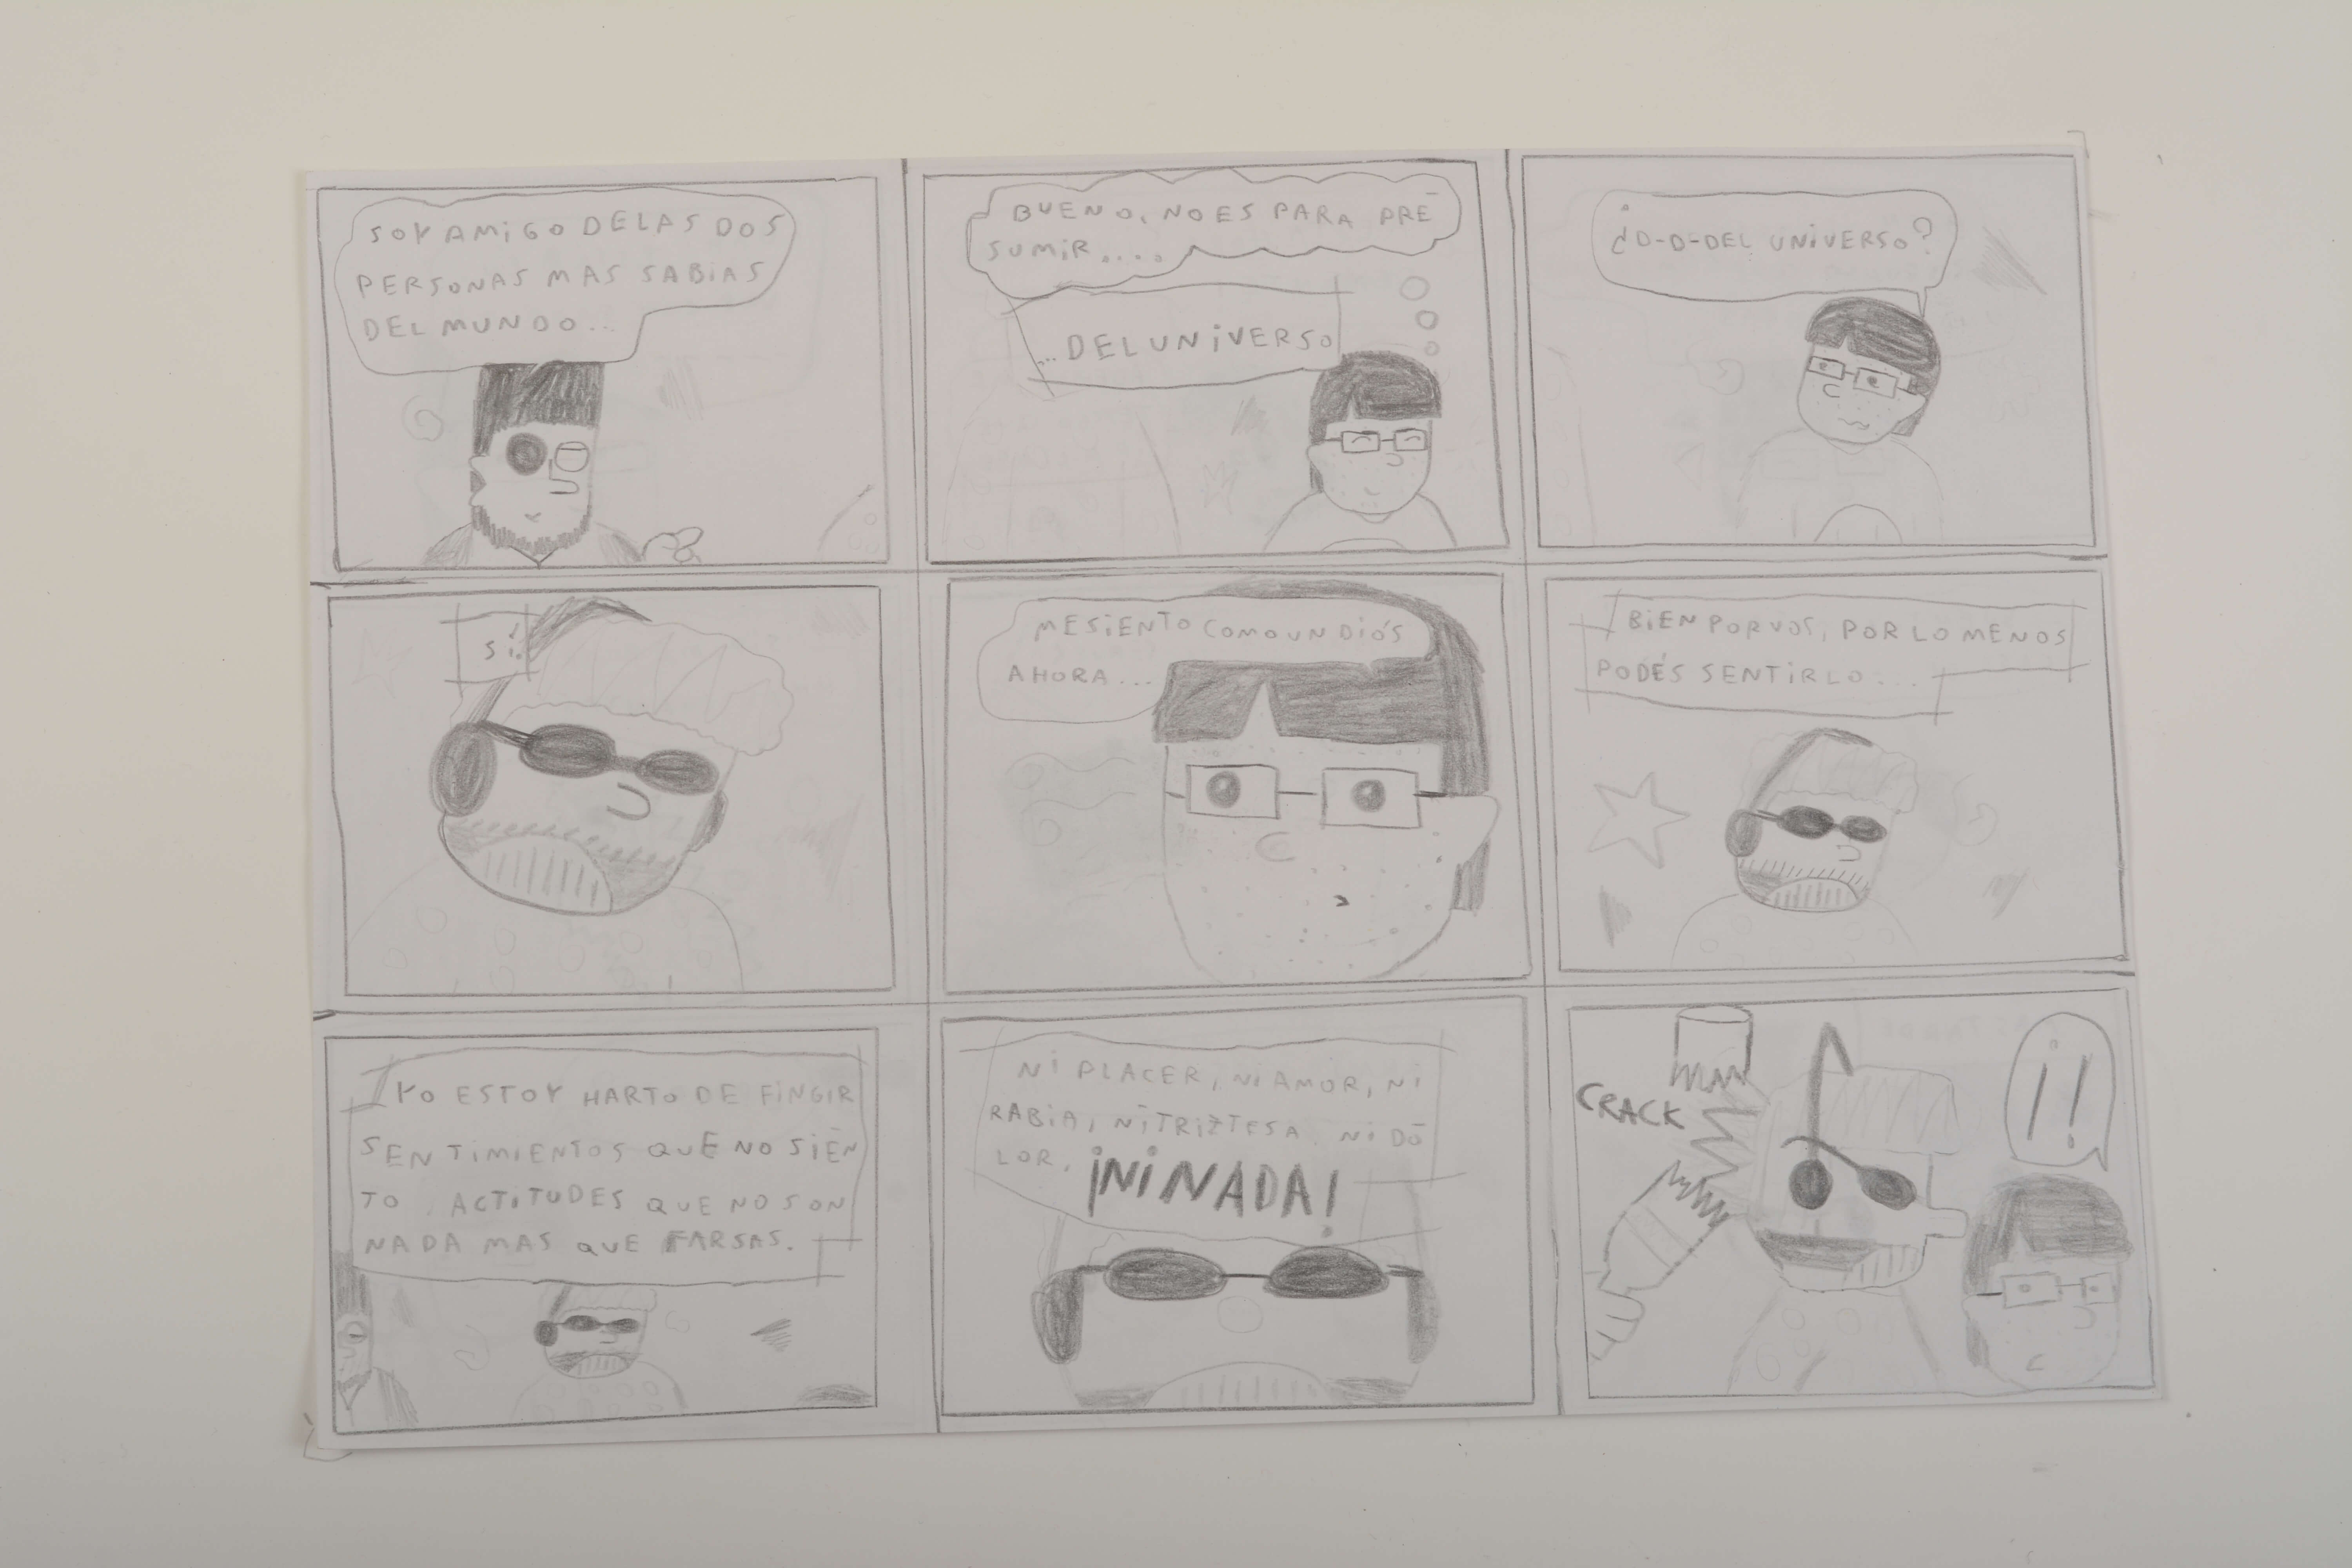 SOY AMIGO DE LAS DOS
PERSONAS MAS SABIAS
DEL MUNDO...
BUENO, NO ES PARA PRE
SUMIR....
...DEL UNIVERSO
¿D-D-DEL UNIVERSO?
SÍ.
ME SIENTO COMO UN DIÓS
AHORA...
BIEN POR VOS, POR LO MENOS
PODÉS SENTIRLO...
YO ESTOY HARTO DE FINGIR
SENTIMIENTOS QUE NO SIEN
TO. ACTITUDES QUE NO SON
NADA MAS QUE FARSAS.
NI PLACER, NI AMOR, NI
RABIA, NI TRIZTESA. NI DO
LOR. ¡NI NADA!
CRACK
¡!